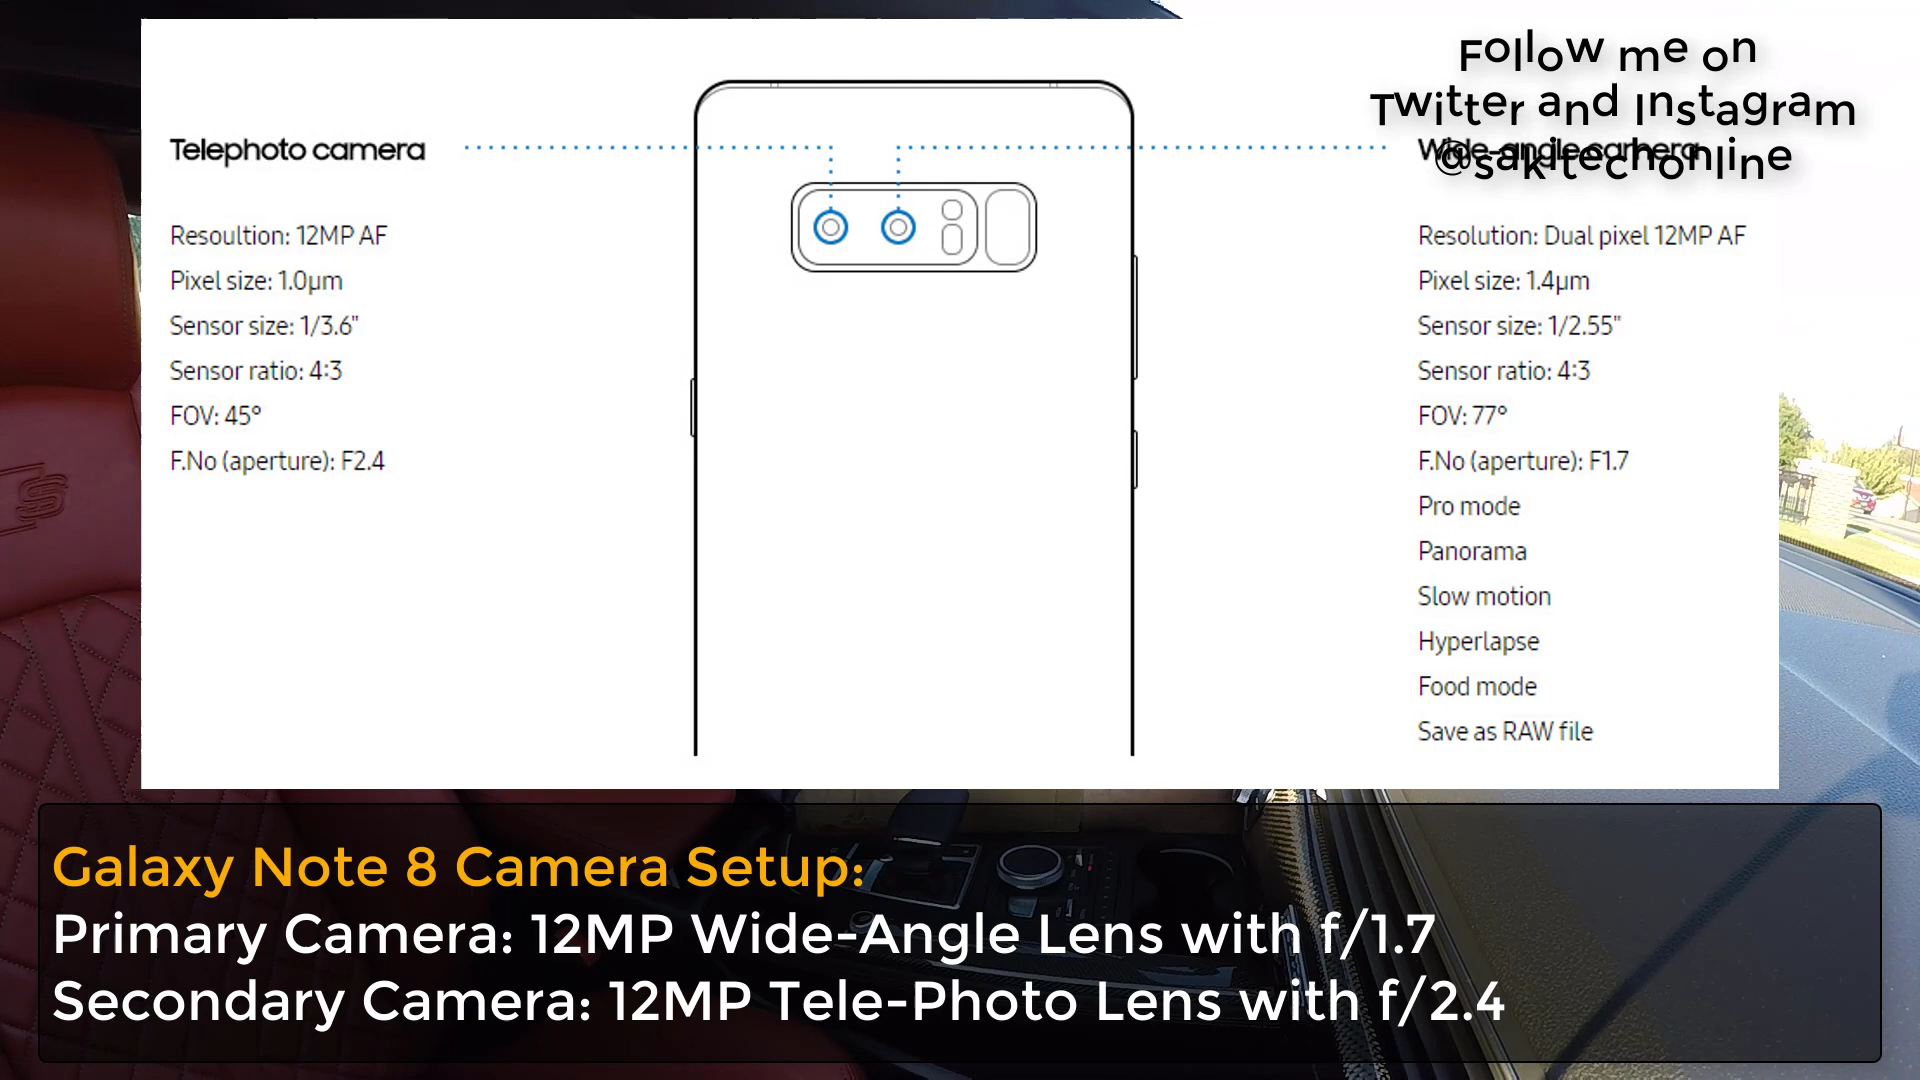 Follow me on
Twitter and Instagram
@sakitechonline
Telephoto camera
Resoultion: 12MP AF
Pixel size: 1.0µm
Sensor size: 1/3.6"
Sensor ratio: 4:3
FOV: 45°
F.No (aperture): F2.4
Wide-angle camera
Resolution: Dual pixel 12MP AF
Pixel size: 1.4µm
Sensor size: 1/2.55"
Sensor ratio: 4:3
FOV: 77°
F.No (aperture): F1.7
Pro mode
Panorama
Slow motion
Hyperlapse
Food mode
Save as RAW file
S
Galaxy Note 8 Camera Setup:
Primary Camera: 12MP Wide-Angle Lens with f/1.7
Secondary Camera: 12MP Tele-Photo Lens with f/2.4